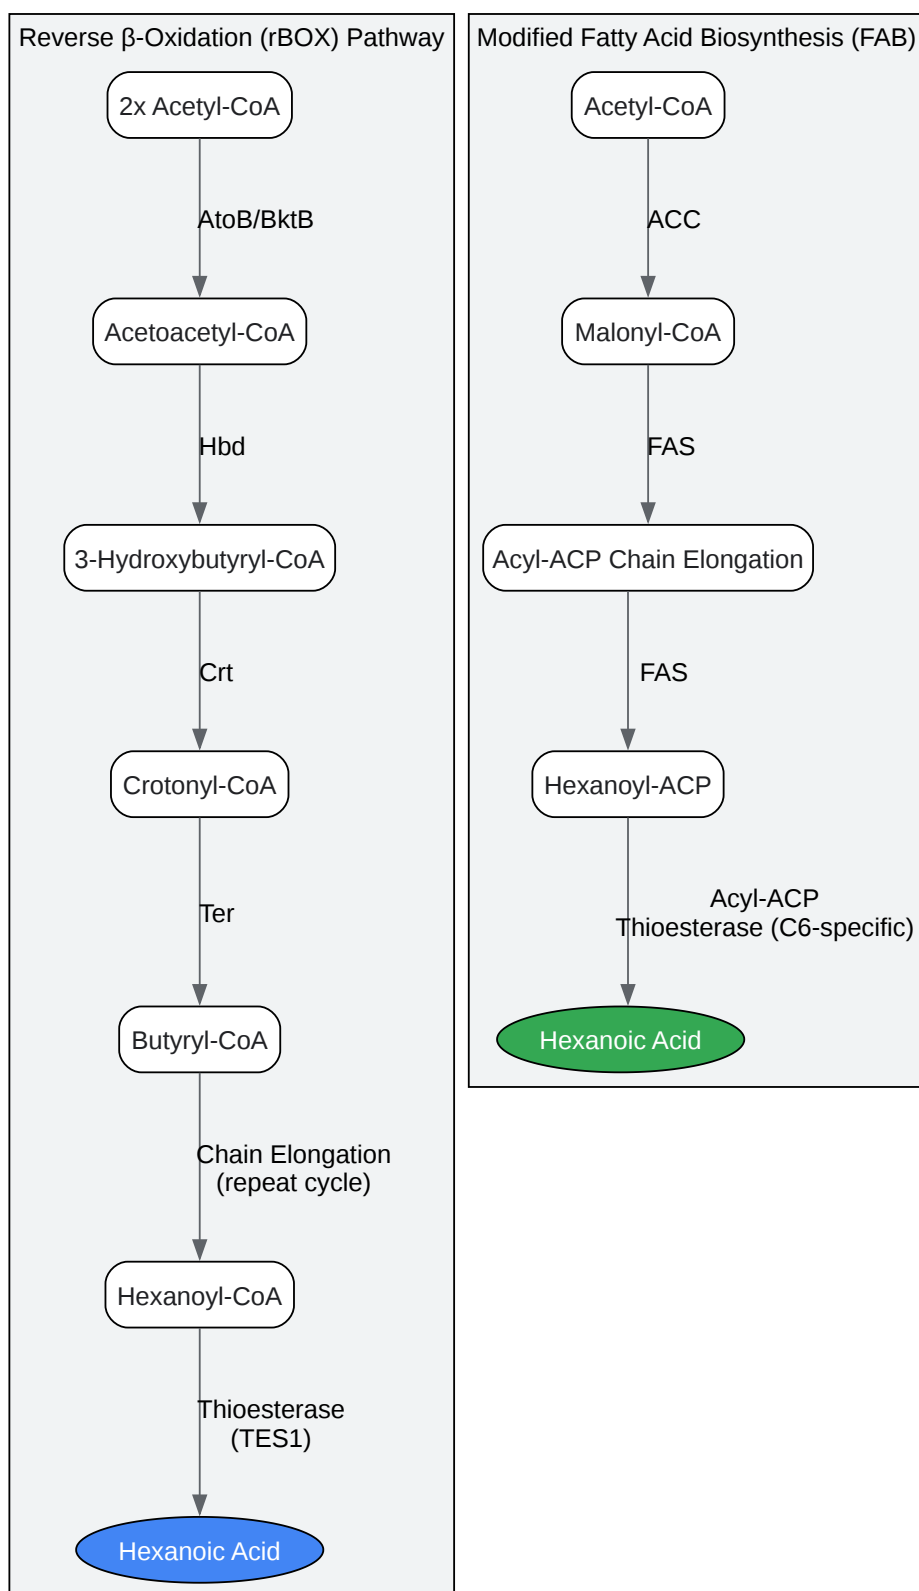 Reverse β-Oxidation (rBOX) Pathway
2x Acetyl-CoA
AtoB/BktB
Acetoacetyl-CoA
Hbd
3-Hydroxybutyryl-CoA
Crt
Crotonyl-CoA
Ter
Butyryl-CoA
Chain Elongation
(repeat cycle)
Hexanoyl-CoA
Thioesterase
(TES1)
Hexanoic Acid
Modified Fatty Acid Biosynthesis (FAB)
Acetyl-CoA
ACC
Malonyl-CoA
FAS
Acyl-ACP Chain Elongation
FAS
Hexanoyl-ACP
Acyl-ACP
Thioesterase (C6-specific)
Hexanoic Acid